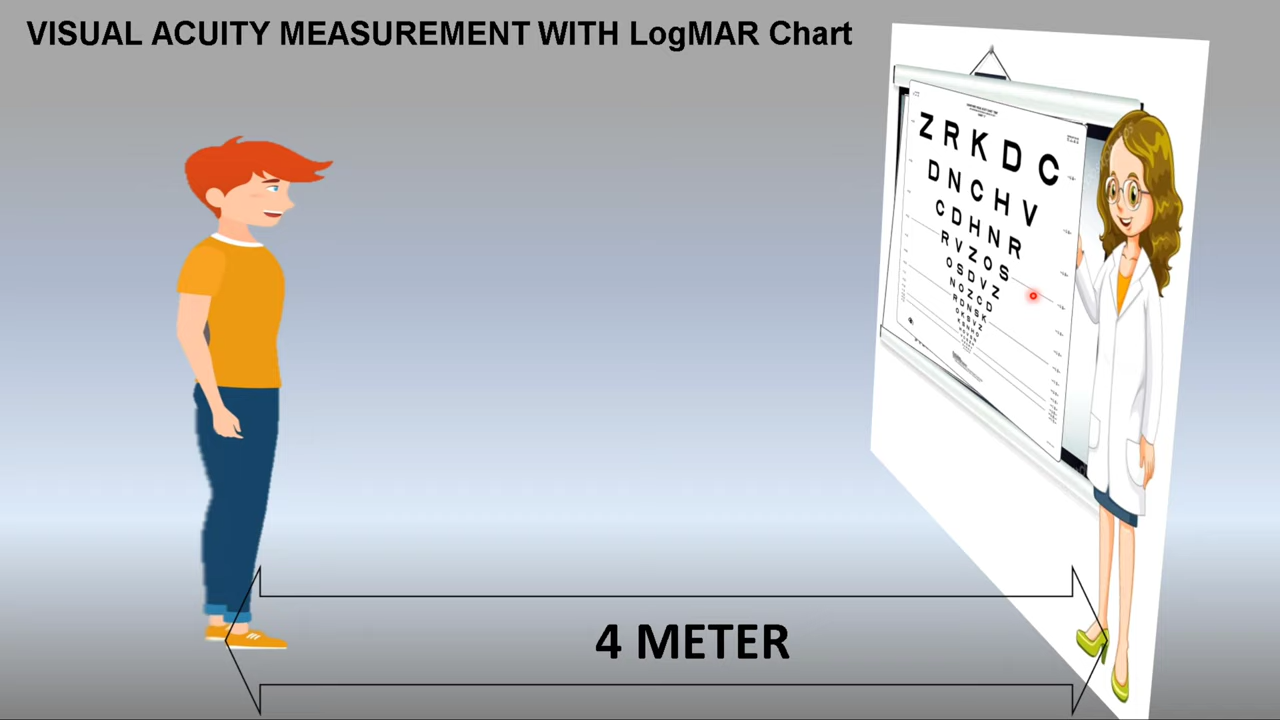 VISUAL ACUITY MEASUREMENT WITH LogMAR Chart
Z R K D C
D N C H V
C D H N R
R V Z O S
O S D V Z
N O Z C D
R D N S K
O K S V Z
K S N H O
4 METER